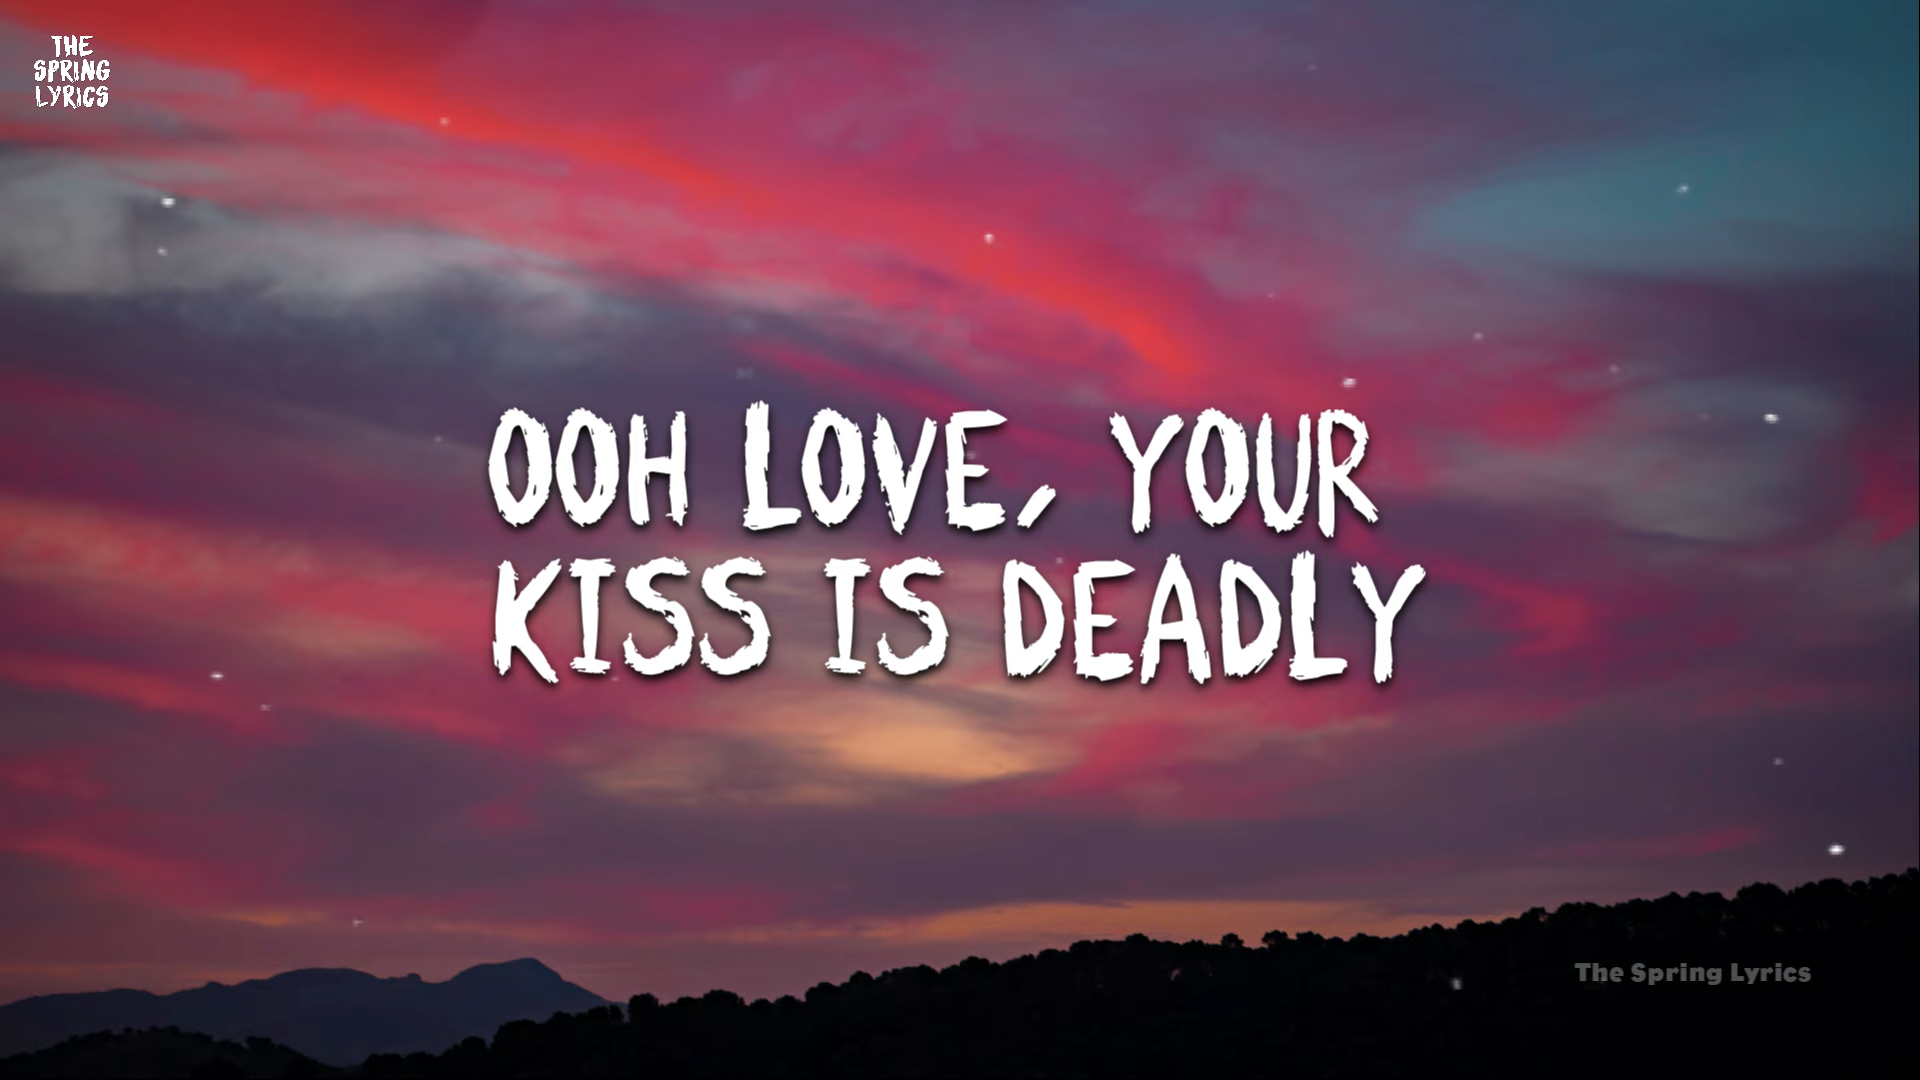 THE
SPRING
LYRICS
OOH LOVE, YOUR
KISS IS DEADLY
The Spring Lyrics